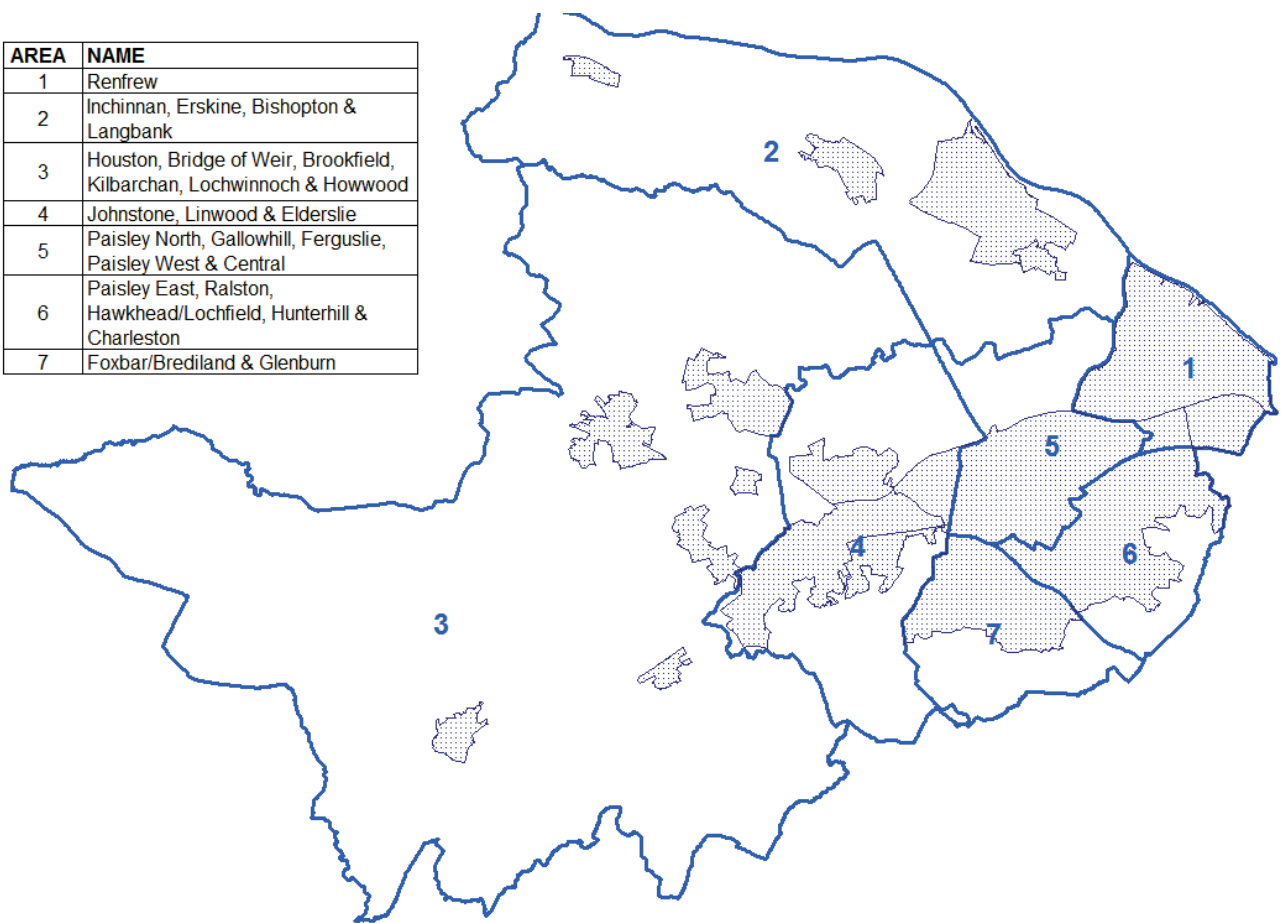 AREA NAME
1 Renfrew
2 Inchinnan, Erskine, Bishopton &
Langbank
3 Houston, Bridge of Weir, Brookfield,
Kilbarchan, Lochwinnoch & Howwood
4 Johnstone, Linwood & Elderslie
5 Paisley North, Gallowhill, Ferguslie,
Paisley West & Central
6 Paisley East, Ralston,
Hawkhead/Lochfield, Hunterhill &
Charleston
7 Foxbar/Brediland & Glenburn
2
1
5
4
6
3
7